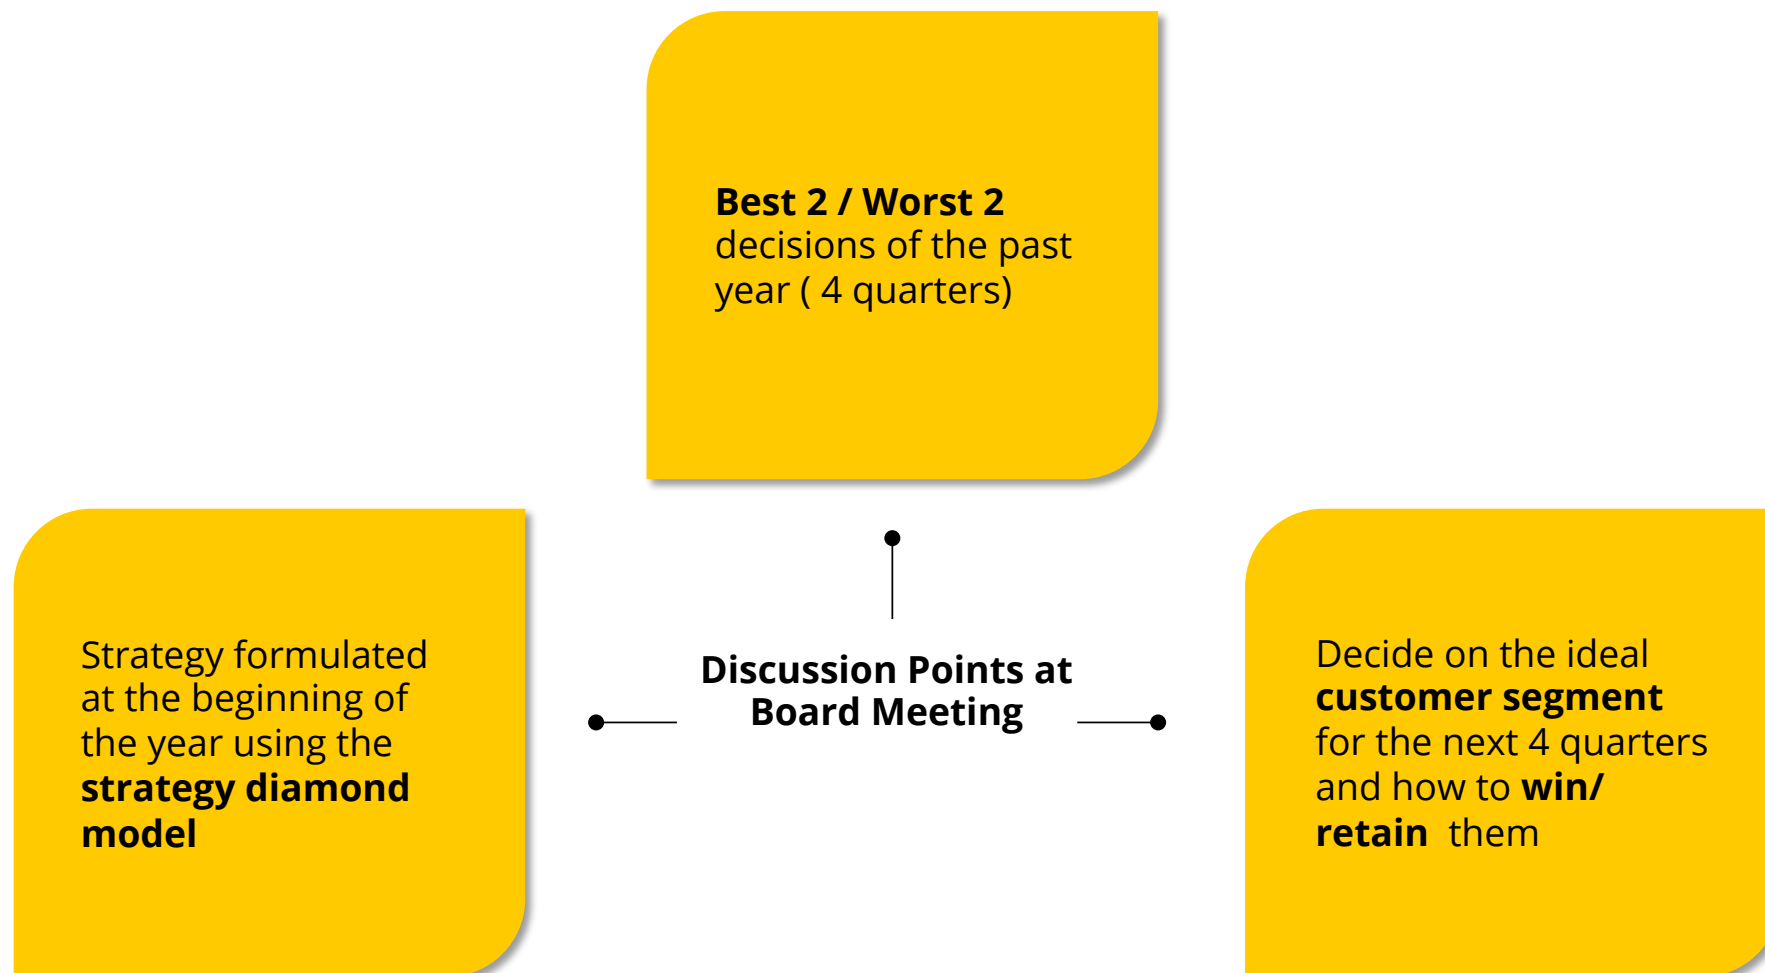 Best 2 / Worst 2
decisions of the past
year ( 4 quarters)
Strategy formulated
at the beginning of
the year using the
strategy diamond
model
Discussion Points at
Board Meeting
Decide on the ideal
customer segment
for the next 4 quarters
and how to win/
retain  them